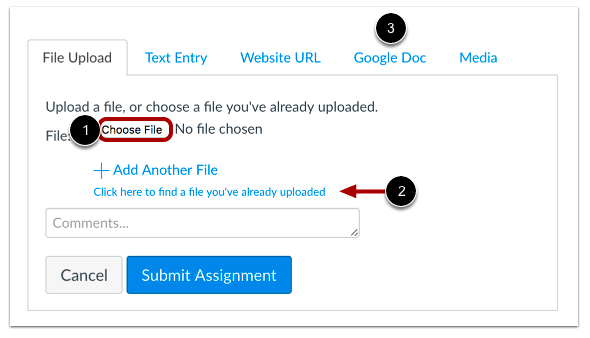 3
File Upload Text Entry Website URL Google Doc Media
Upload a file, or choose a file you've already uploaded.
File: 1 Choose File No file chosen
+ Add Another File
Click here to find a file you've already uploaded 2
Comments...
Cancel Submit Assignment